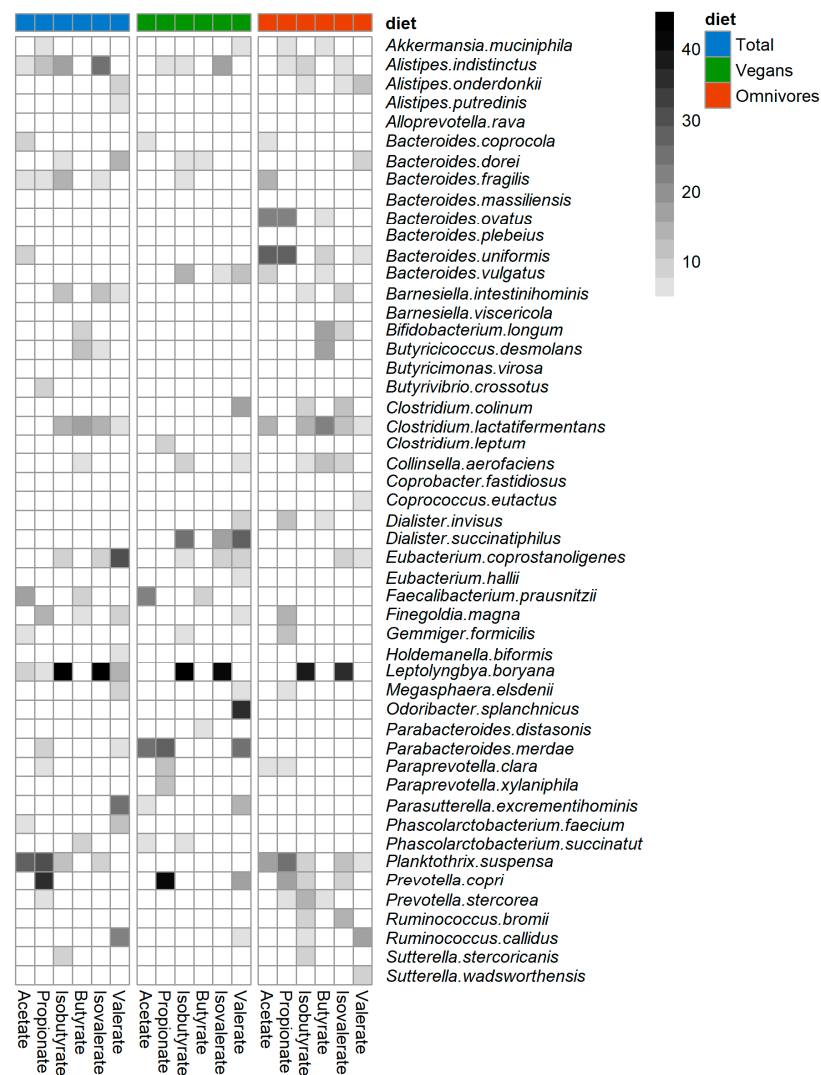 diet
Akkermansia.muciniphila
Alistipes.indistinctus
Alistipes.onderdonkii
Alistipes.putredinis
Alloprevotella.rava
Bacteroides.coprocola
Bacteroides.dorei
Bacteroides.fragilis
Bacteroides.massiliensis
Bacteroides.ovatus
Bacteroides.plebeius
Bacteroides.uniformis
Bacteroides.vulgatus
Barnesiella.intestinihominis
Barnesiella.viscericola
Bifidobacterium.longum
Butyricicoccus.desmolans
Butyricimonas.virosa
Butyrivibrio.crossotus
Clostridium.colinum
Clostridium.lactatifermentans
Clostridium.leptum
Collinsella.aerofaciens
Coprobacter.fastidiosus
Coprococcus.eutactus
Dialister.invisus
Dialister.succinatiphilus
Eubacterium.coprostanoligenes
Eubacterium.hallii
Faecalibacterium.prausnitzii
Finegoldia.magna
Gemmiger.formicilis
Holdemanella.biformis
Leptolyngbya.boryana
Megasphaera.elsdenii
Odoribacter.splanchnicus
Parabacteroides.distasonis
Parabacteroides.merdae
Paraprevotella.clara
Paraprevotella.xylaniphila
Parasutterella.excrementihominis
Phascolarctobacterium.faecium
Phascolarctobacterium.succinatut
Planktothrix.suspensa
Prevotella.copri
Prevotella.stercorea
Ruminococcus.bromii
Ruminococcus.callidus
Sutterella.stercoricanis
Sutterella.wadsworthensis
Acetate
Propionate
Isobutyrate
Butyrate
Isovalerate
Valerate
Acetate
Propionate
Isobutyrate
Butyrate
Isovalerate
Valerate
Acetate
Propionate
Isobutyrate
Butyrate
Isovalerate
Valerate
40
30
20
10
diet
Total
Vegans
Omnivores